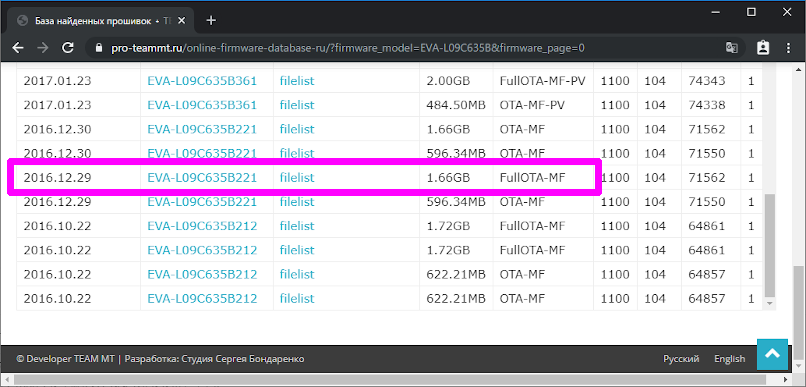 База найденных прошивок • TI
pro-teammt.ru/online-firmware-database-ru/?firmware_model=EVA-L09C635B&firmware_page=0
2017.01.23 EVA-L09C635B361 filelist 2.00GB FullOTA-MF-PV 1100 104 74343 1
2017.01.23 EVA-L09C635B361 filelist 484.50MB OTA-MF-PV 1100 104 74338 1
2016.12.30 EVA-L09C635B221 filelist 1.66GB OTA-MF 1100 104 71562 1
2016.12.30 EVA-L09C635B221 filelist 596.34MB OTA-MF 1100 104 71550 1
2016.12.29 EVA-L09C635B221 filelist 1.66GB FullOTA-MF 1100 104 71562 1
2016.12.29 EVA-L09C635B221 filelist 596.34MB OTA-MF 1100 104 71550 1
2016.10.22 EVA-L09C635B212 filelist 1.72GB FullOTA-MF 1100 104 64861 1
2016.10.22 EVA-L09C635B212 filelist 1.72GB FullOTA-MF 1100 104 64861 1
2016.10.22 EVA-L09C635B212 filelist 622.21MB OTA-MF 1100 104 64857 1
2016.10.22 EVA-L09C635B212 filelist 622.21MB OTA-MF 1100 104 64857 1
© Developer TEAM MT | Разработка: Студия Сергея Бондаренко Русский English